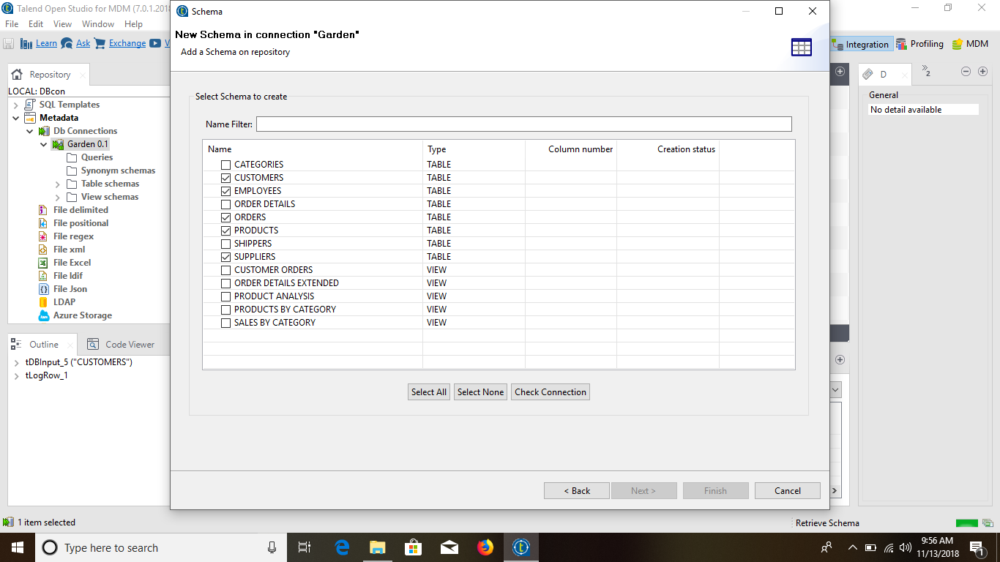 Talend Open Studio for MDM (7.0.1.2018
File Edit View Window Help
Learn Ask Exchange V
Integration Profiling MDM
Repository
LOCAL: DBcon
SQL Templates
Metadata
Db Connections
Garden 0.1
Queries
Synonym schemas
Table schemas
View schemas
File delimited
File positional
File regex
File xml
File Excel
File ldif
File Json
LDAP
Azure Storage
Outline Code Viewer
tDBInput_5 ("CUSTOMERS")
tLogRow_1
Schema
New Schema in connection "Garden"
Add a Schema on repository
Select Schema to create
Name Filter:
Name Type Column number Creation status
CATEGORIES TABLE
CUSTOMERS TABLE
EMPLOYEES TABLE
ORDER DETAILS TABLE
ORDERS TABLE
PRODUCTS TABLE
SHIPPERS TABLE
SUPPLIERS TABLE
CUSTOMER ORDERS VIEW
ORDER DETAILS EXTENDED VIEW
PRODUCT ANALYSIS VIEW
PRODUCTS BY CATEGORY VIEW
SALES BY CATEGORY VIEW
Select All Select None Check Connection
< Back Next > Finish Cancel
D »2
General
No detail available
1 item selected
Retrieve Schema
Type here to search
9:56 AM
11/13/2018
1